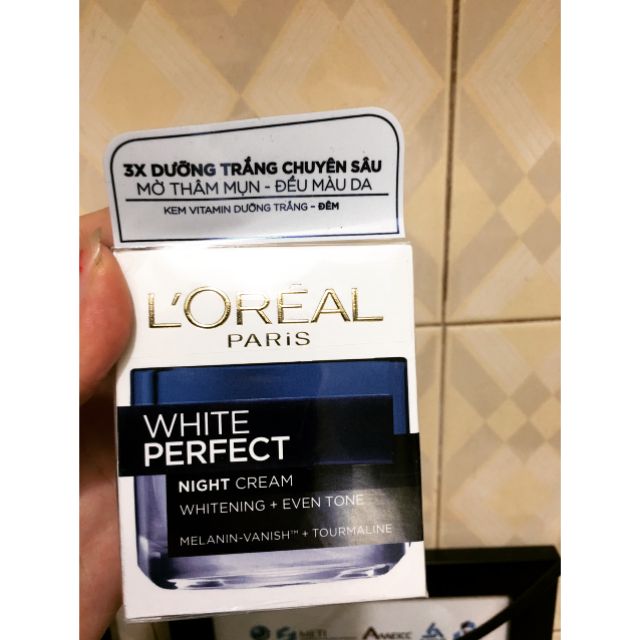 3X DƯỠNG TRẮNG CHUYÊN SÂU
MỜ THÂM MỤN - ĐỀU MÀU DA
KEM VITAMIN DƯỠNG TRẮNG - ĐÊM
L'ORÉAL
PARiS
WHITE
PERFECT
NIGHT CREAM
WHITENING + EVEN TONE
MELANIN-VANISH™ + TOURMALINE